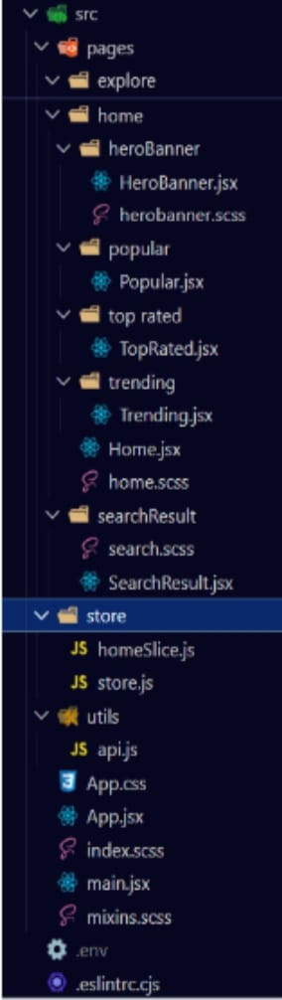 src
pages
explore
home
heroBanner
HeroBanner.jsx
herobanner.scss
popular
Popular.jsx
top rated
TopRated.jsx
trending
Trending.jsx
Home.jsx
home.scss
searchResult
search.scss
SearchResult.jsx
store
JS homeSlice.js
JS store.js
utils
JS api.js
App.css
App.jsx
index.scss
main.jsx
mixins.scss
.env
.eslintrc.cjs